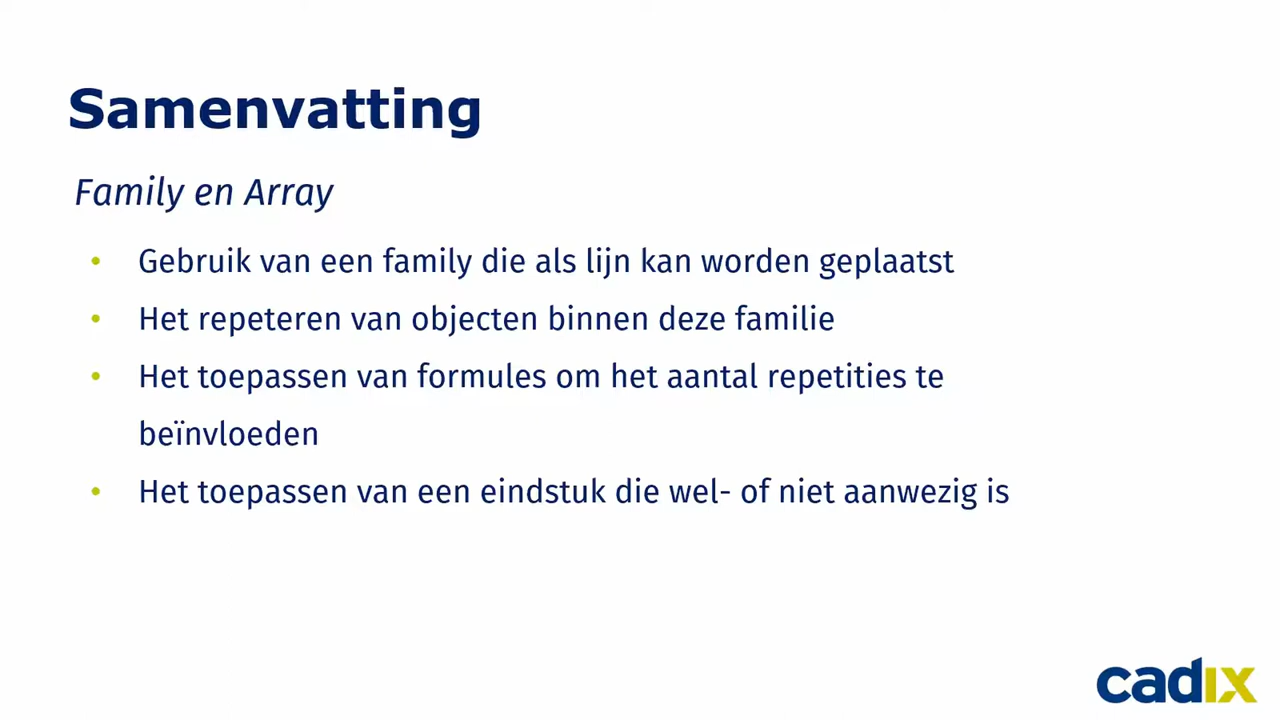 Samenvatting
Family en Array
• Gebruik van een family die als lijn kan worden geplaatst
• Het repeteren van objecten binnen deze familie
• Het toepassen van formules om het aantal repetities te
beïnvloeden
• Het toepassen van een eindstuk die wel- of niet aanwezig is
cadix